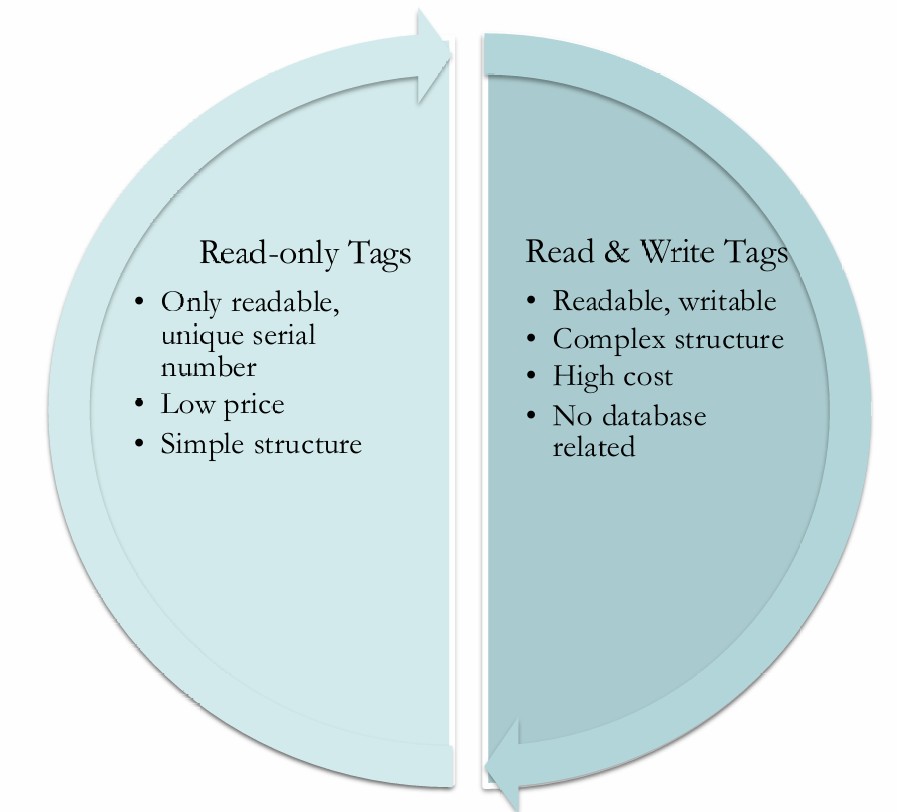 Read-only Tags
• Only readable,
unique serial
number
• Low price
• Simple structure
Read & Write Tags
• Readable, writable
• Complex structure
• High cost
• No database
related